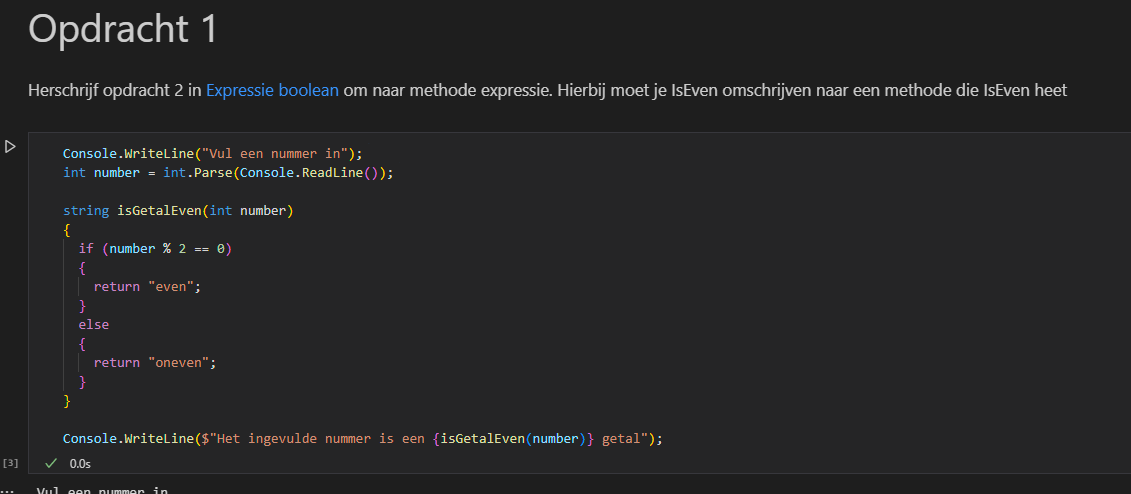 Opdracht 1
Herschrijf opdracht 2 in Expressie boolean om naar methode expressie. Hierbij moet je IsEven omschrijven naar een methode die IsEven heet
Console.WriteLine("Vul een nummer in");
int number = int.Parse(Console.ReadLine());
string isGetalEven(int number)
{
if (number % 2 == 0)
{
return "even";
}
else
{
return "oneven";
}
}
Console.WriteLine($"Het ingevulde nummer is een {isGetalEven(number)} getal");
[3] 0.0s
... Vul een nummer in